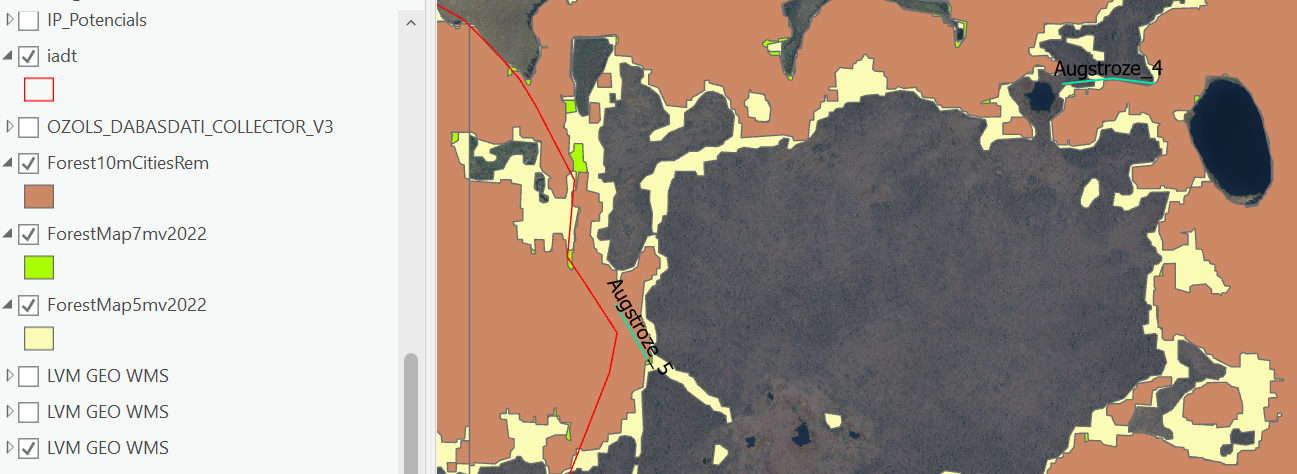 IP_Potencials
iadt
OZOLS_DABASDATI_COLLECTOR_V3
Forest10mCitiesRem
ForestMap7mv2022
ForestMap5mv2022
LVM GEO WMS
LVM GEO WMS
LVM GEO WMS
Augstroze_4
Augstroze_5